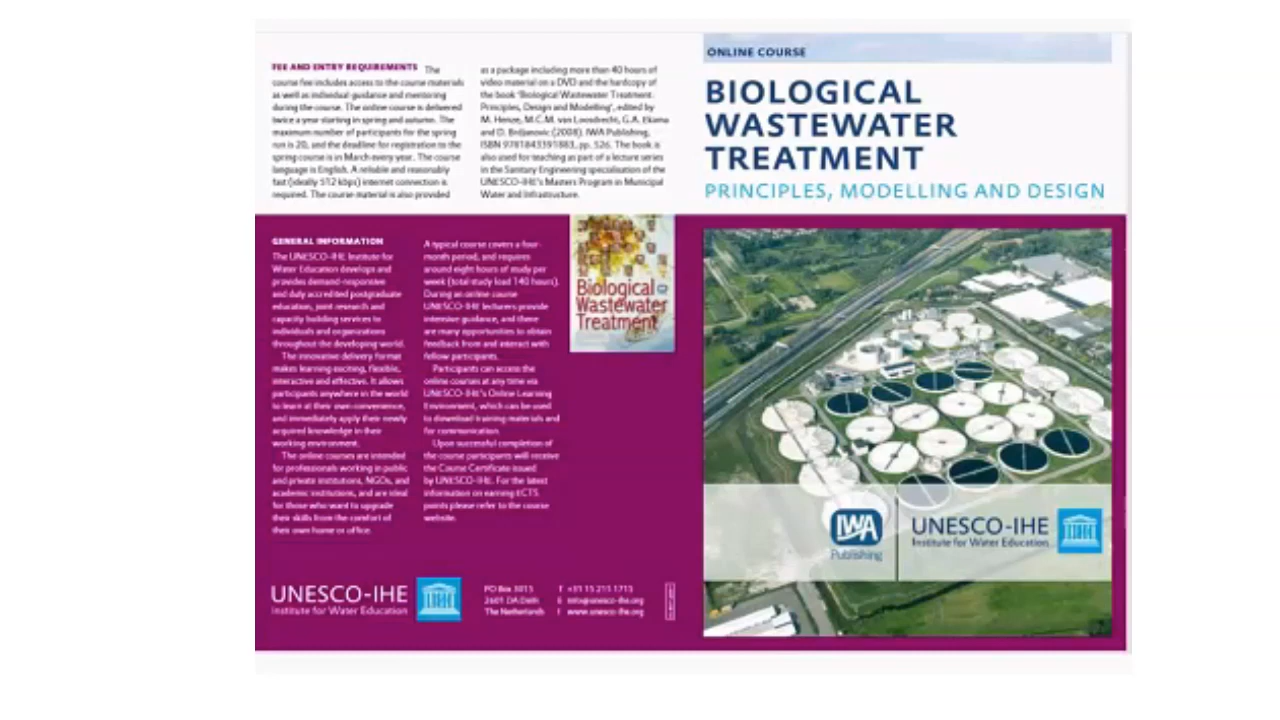 FEE AND ENTRY REQUIREMENTS The
course fee includes access to the course materials
as well as individual guidance and mentoring
during the course. The online course is delivered
twice a year starting in spring and autumn. The
maximum number of participants for the spring
run is 20, and the deadline for registration to the
spring course is in March every year. The course
language is English. A reliable and reasonably
fast (ideally 512 kbps) internet connection is
required. The course material is also provided
as a package including more than 40 hours of
video material on a DVD and the hardcopy of
the book 'Biological Wastewater Treatment:
Principles, Design and Modelling', edited by
M. Henze, M.C.M. van Loosdrecht, G.A. Ekama
and D. Brdjanovic (2008). IWA Publishing,
ISBN 9781843391883, pp. 526. The book is
also used for teaching as part of a lecture series
in the Sanitary Engineering specialisation of the
UNESCO-IHE's Masters Program in Municipal
Water and Infrastructure.
ONLINE COURSE
BIOLOGICAL
WASTEWATER
TREATMENT
PRINCIPLES, MODELLING AND DESIGN
GENERAL INFORMATION
The UNESCO-IHE Institute for
Water Education develops and
provides demand-responsive
and duly accredited postgraduate
education, joint research and
capacity building services to
individuals and organizations
throughout the developing world.
The innovative delivery format
makes learning exciting, flexible,
interactive and effective. It allows
participants anywhere in the world
to learn at their own convenience,
and immediately apply their newly
acquired knowledge in their
working environment.
The online courses are intended
for professionals working in public
and private institutions, NGOs, and
academic institutions, and are ideal
for those who want to upgrade
their skills from the comfort of
their own home or office.
A typical course covers a four-
month period, and requires
around eight hours of study per
week (total study load 140 hours).
During an online course
UNESCO-IHE lecturers provide
intensive guidance, and there
are many opportunities to obtain
feedback from and interact with
fellow participants.
Participants can access the
online courses at any time via
UNESCO-IHE's Online Learning
Environment, which can be used
to download training materials and
for communication.
Upon successful completion of
the course participants will receive
the Course Certificate issued
by UNESCO-IHE. For the latest
information on earning ECTS
points please refer to the course
website.
Biological
Wastewater
Treatment
IWA
Publishing
UNESCO-IHE
Institute for Water Education
UNESCO-IHE
Institute for Water Education
PO Box 3015
2601 DA Delft
The Netherlands
T +31 15 215 1715
E info@unesco-ihe.org
I www.unesco-ihe.org